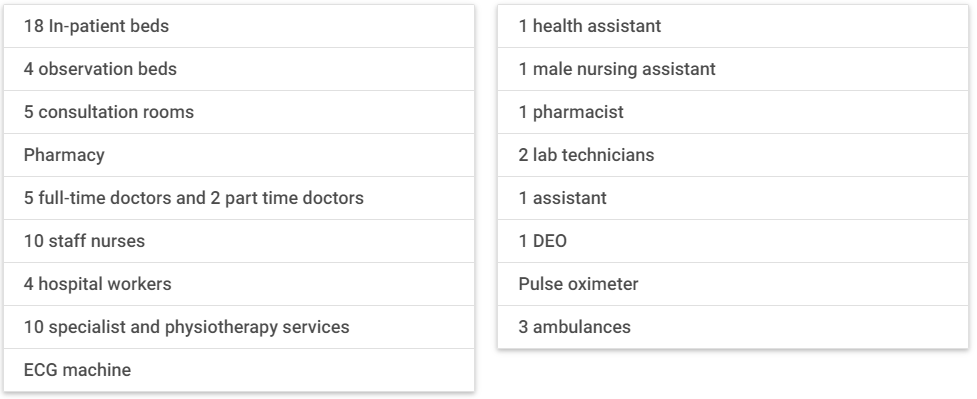 18 In-patient beds
4 observation beds
5 consultation rooms
Pharmacy
5 full-time doctors and 2 part time doctors
10 staff nurses
4 hospital workers
10 specialist and physiotherapy services
ECG machine
1 health assistant
1 male nursing assistant
1 pharmacist
2 lab technicians
1 assistant
1 DEO
Pulse oximeter
3 ambulances